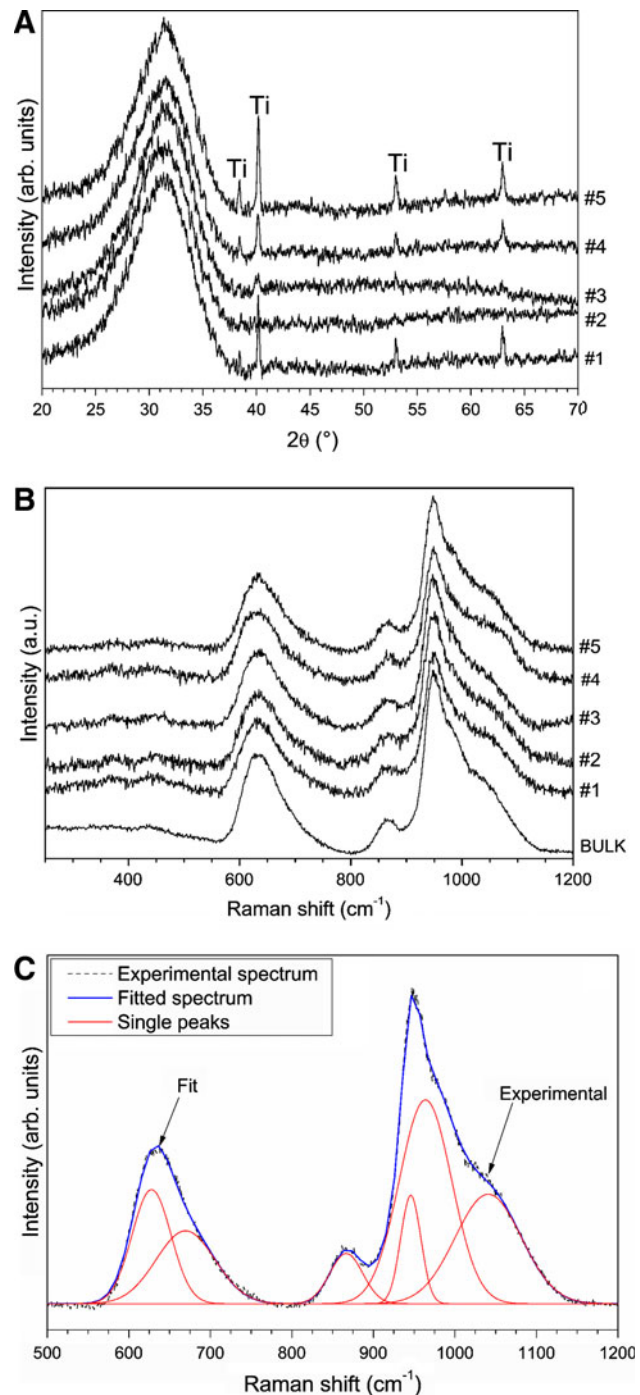 A
Intensity (arb. units)
Ti
Ti
Ti
Ti
#5
#4
#3
#2
#1
20 25 30 35 40 45 50 55 60 65 70
2θ (°)
B
Intensity (a.u.)
#5
#4
#3
#2
#1
BULK
400 600 800 1000 1200
Raman shift (cm⁻¹)
C
Experimental spectrum
Fitted spectrum
Single peaks
Fit
Experimental
Intensity (arb. units)
500 600 700 800 900 1000 1100 1200
Raman shift (cm⁻¹)